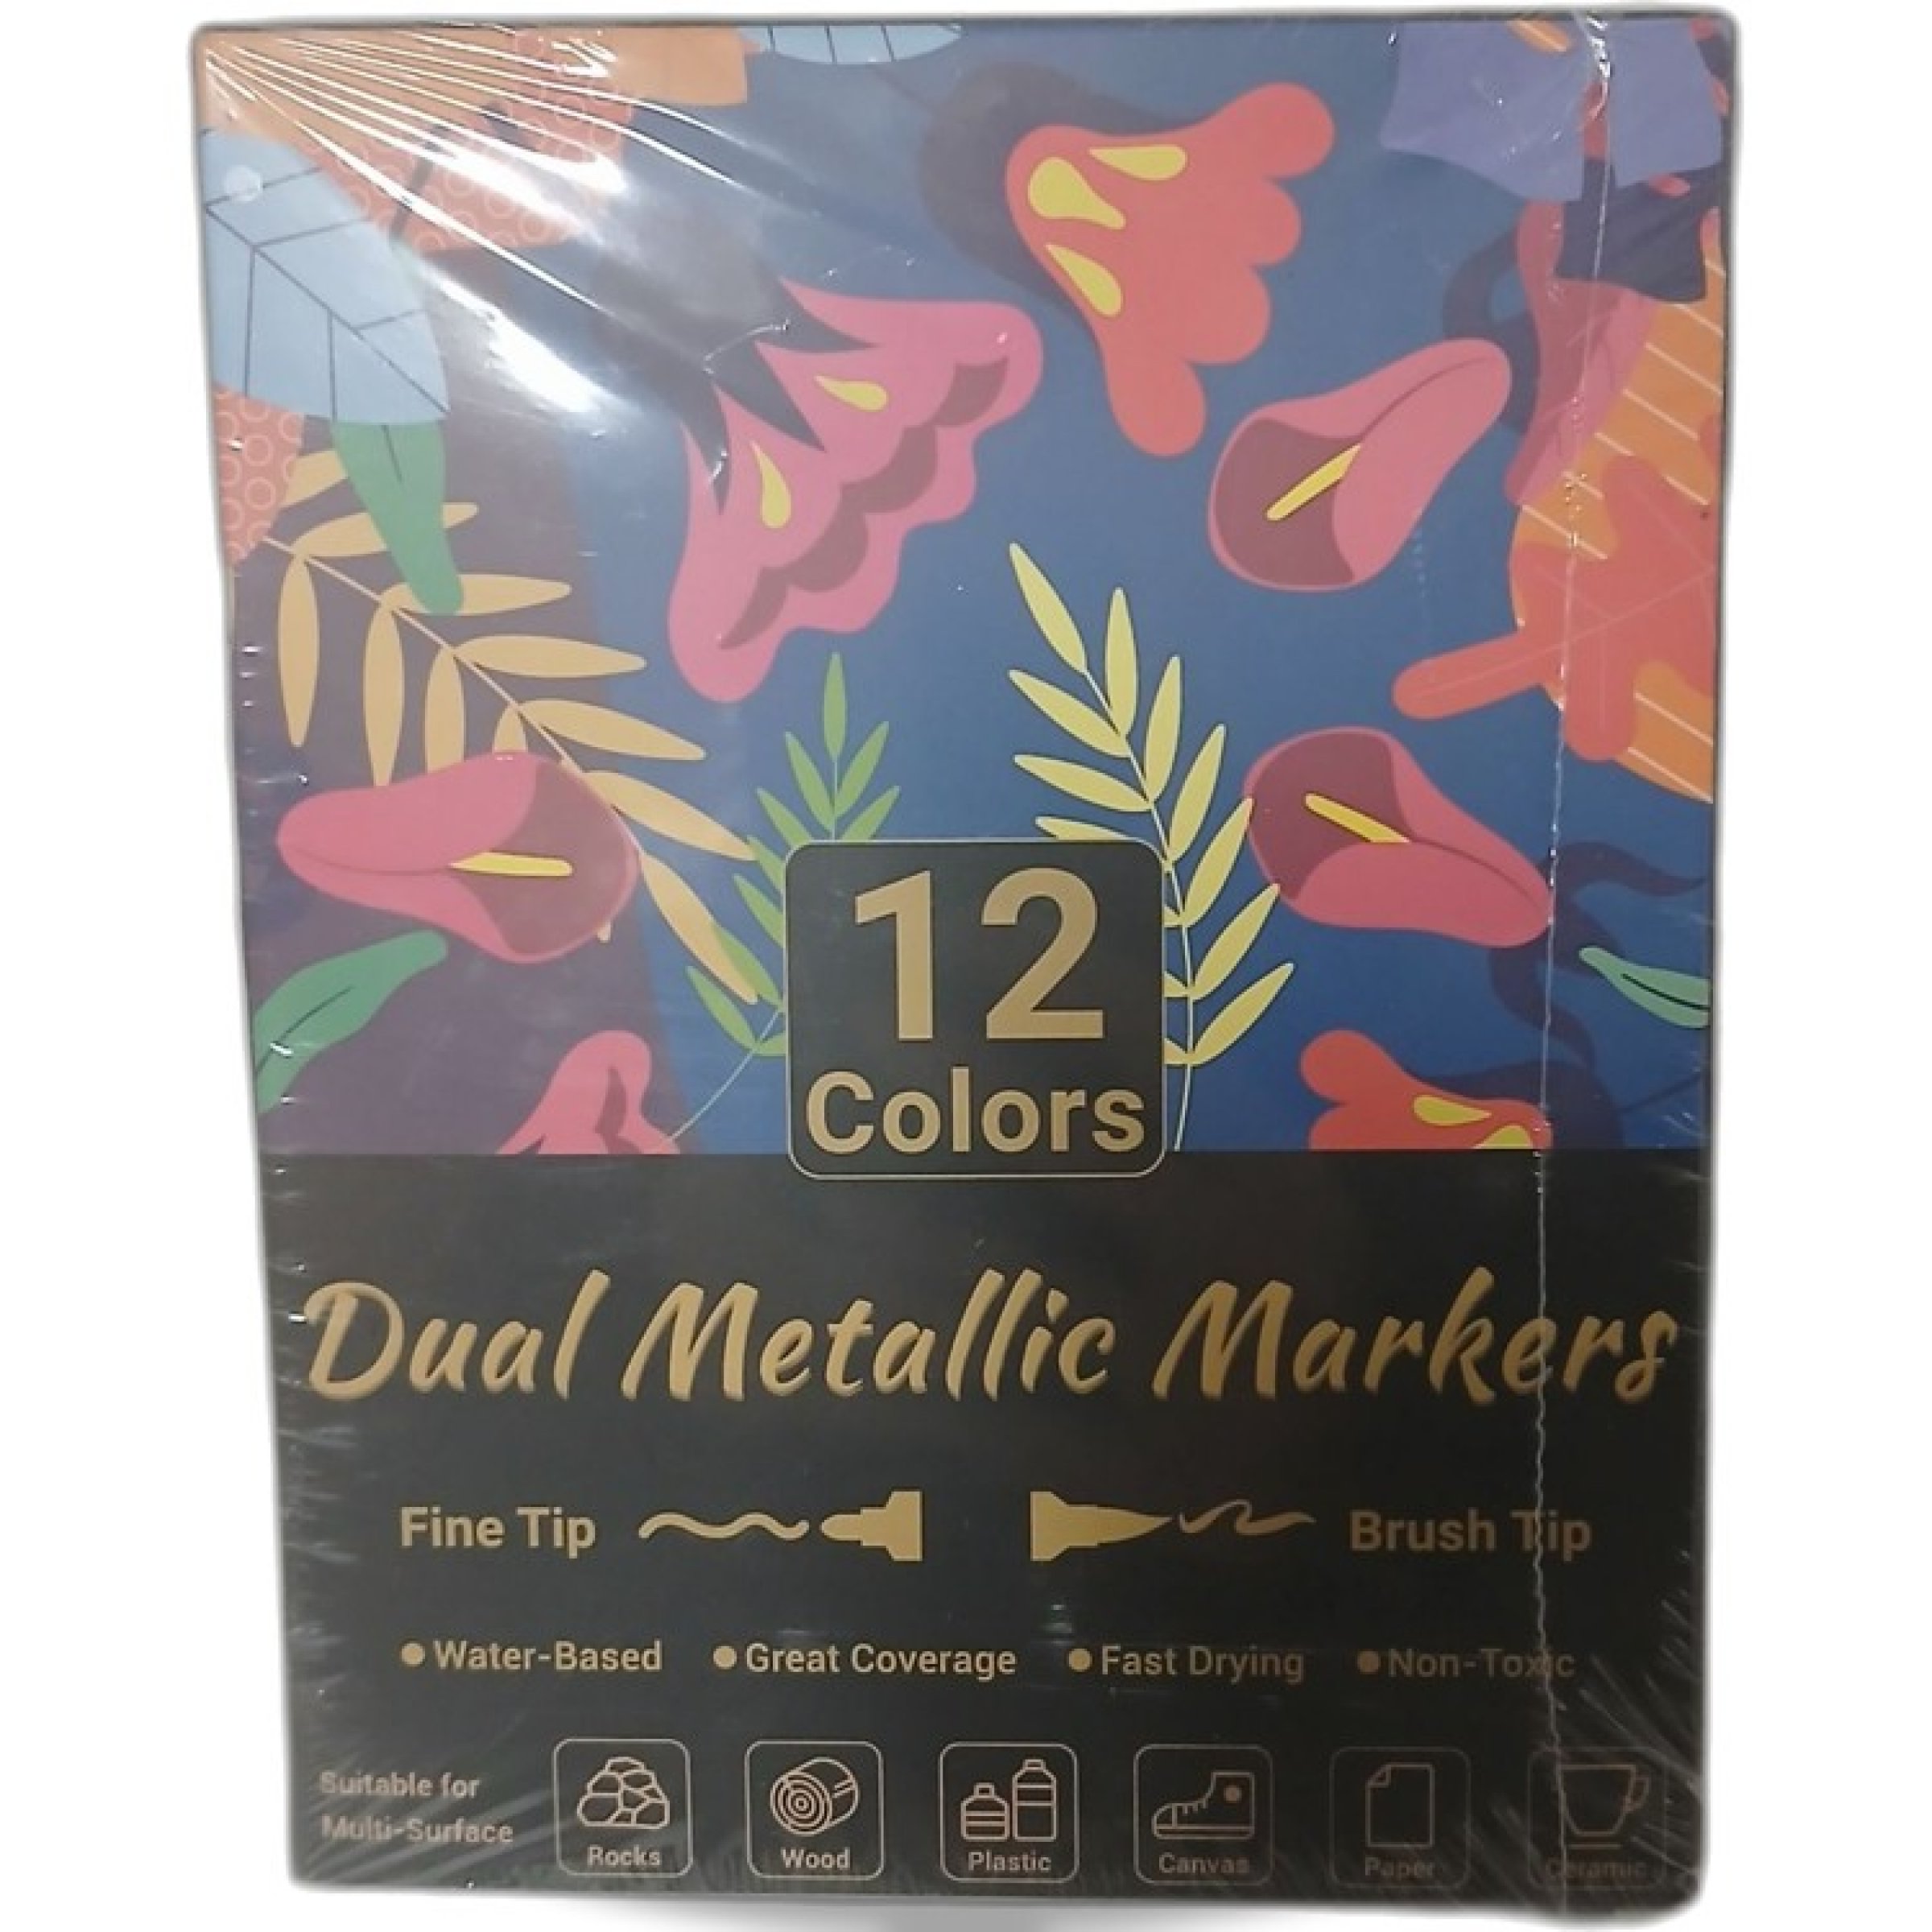 12
Colors
Dual Metallic Markers
Fine Tip Brush Tip
●Water-Based ●Great Coverage ●Fast Drying ●Non-Toxic
Suitable for
Multi-Surface
Rocks Wood Plastic Canvas Paper Ceramic